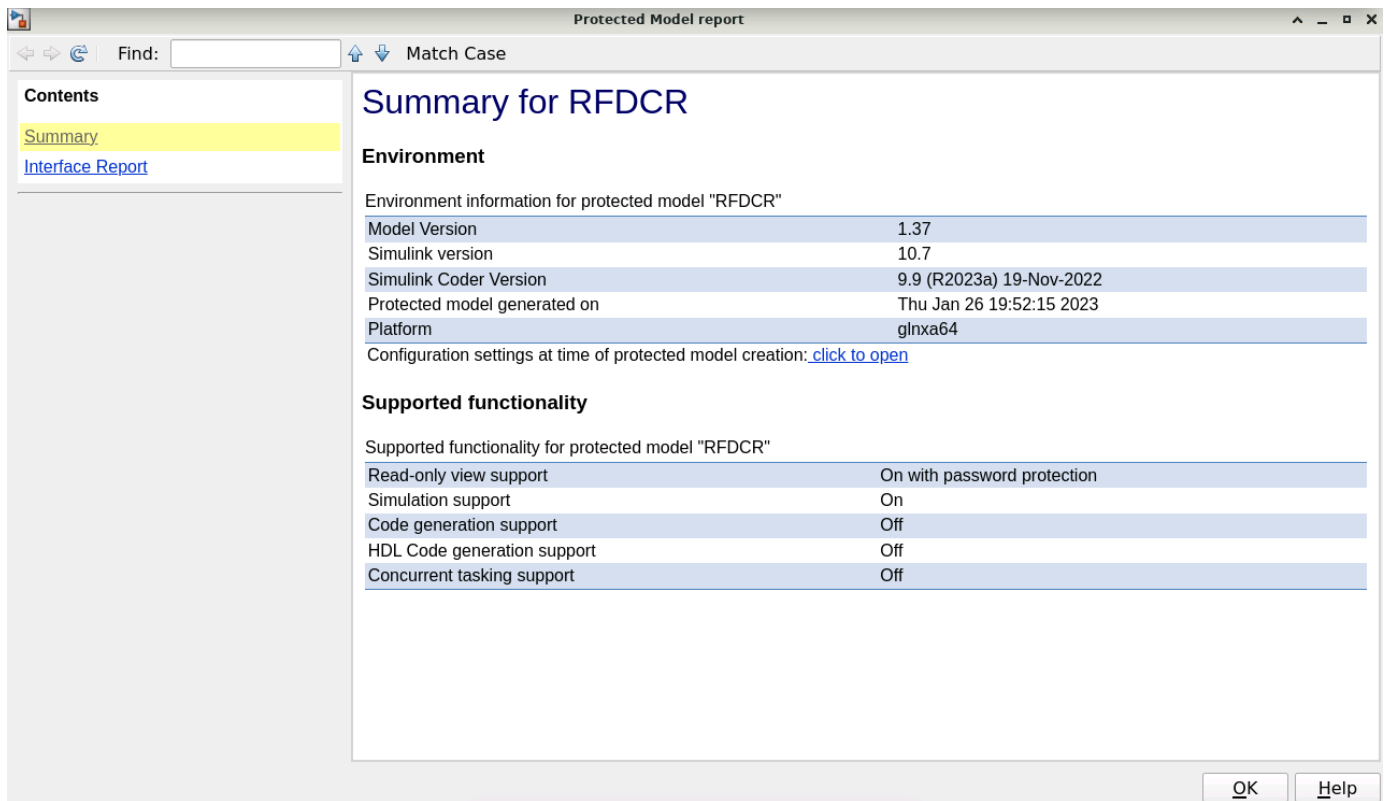 Protected Model report
Find: Match Case
Contents
Summary
Interface Report
Summary for RFDCR
Environment
Environment information for protected model "RFDCR"
Model Version 1.37
Simulink version 10.7
Simulink Coder Version 9.9 (R2023a) 19-Nov-2022
Protected model generated on Thu Jan 26 19:52:15 2023
Platform glnxa64
Configuration settings at time of protected model creation: click to open
Supported functionality
Supported functionality for protected model "RFDCR"
Read-only view support On with password protection
Simulation support On
Code generation support Off
HDL Code generation support Off
Concurrent tasking support Off
OK Help